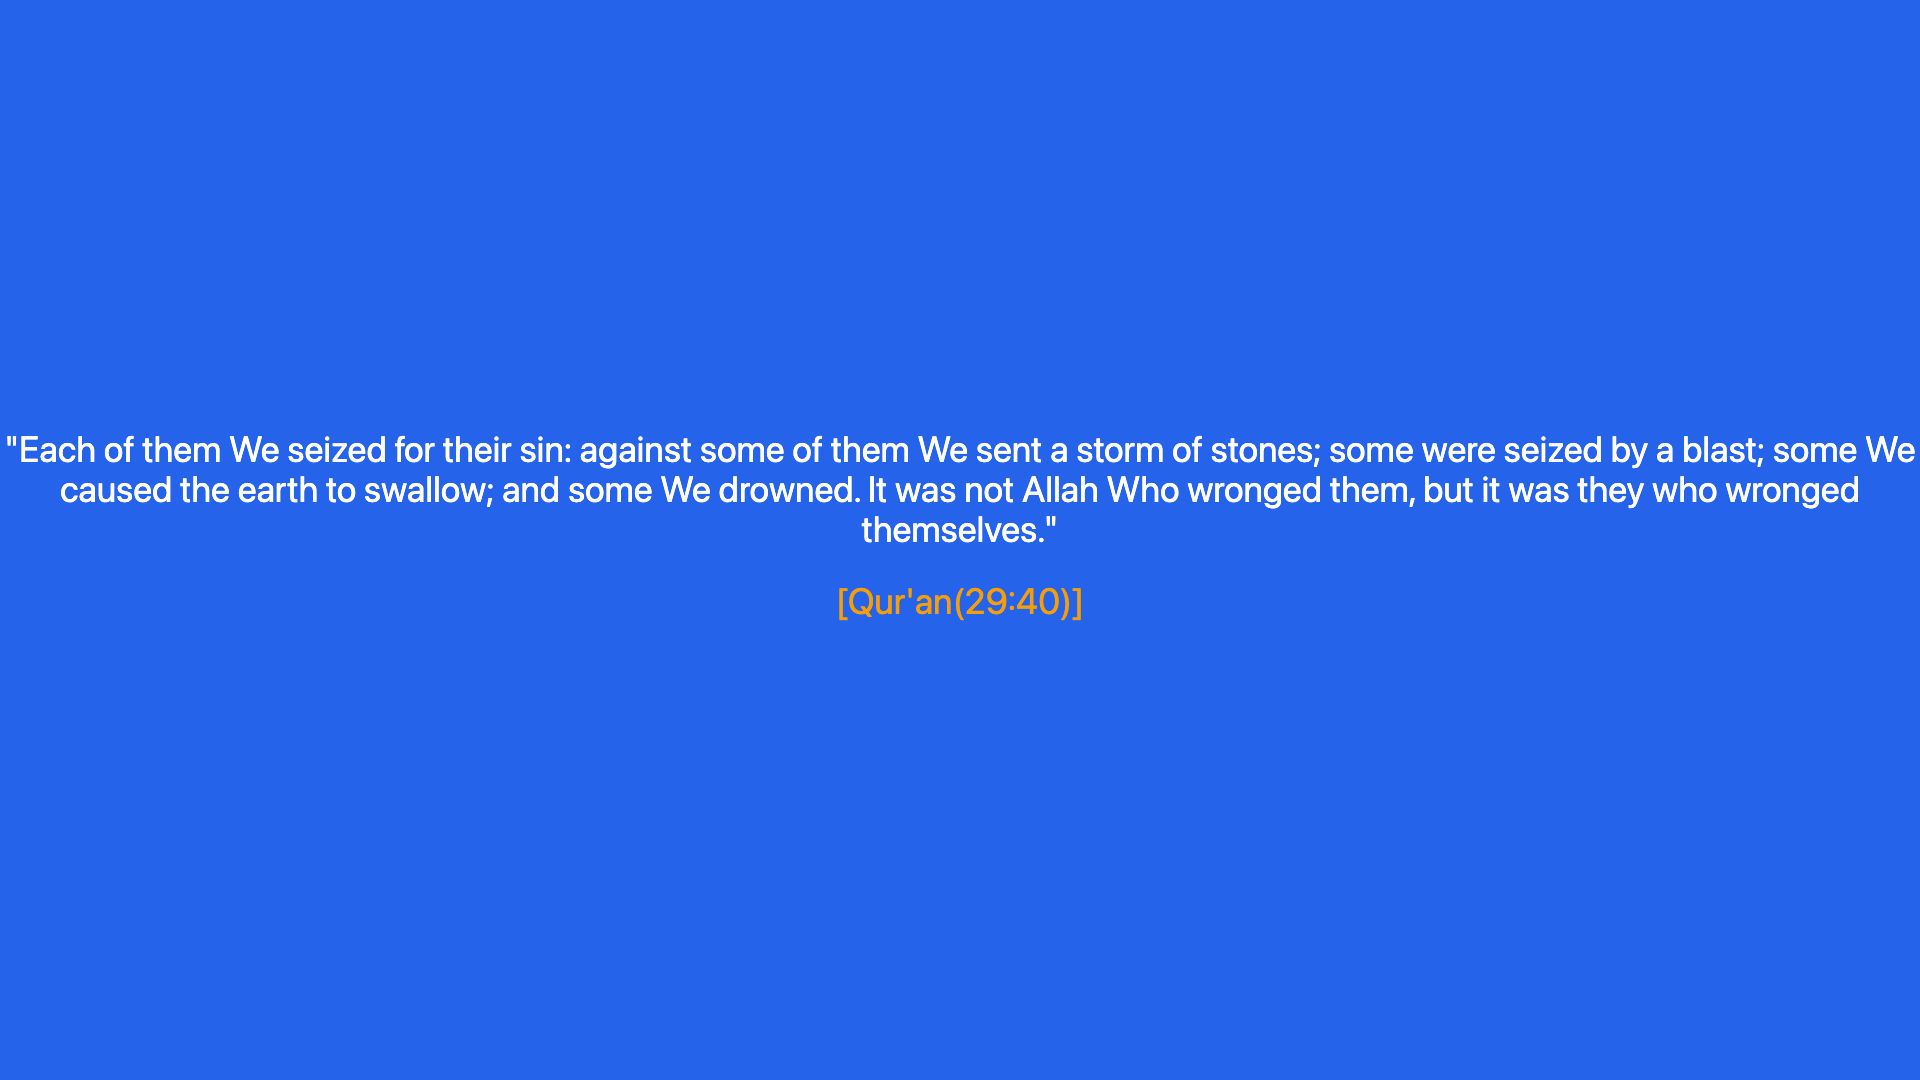 "Each of them We seized for their sin: against some of them We sent a storm of stones; some were seized by a blast; some We
caused the earth to swallow; and some We drowned. It was not Allah Who wronged them, but it was they who wronged
themselves."
[Qur'an(29:40)]